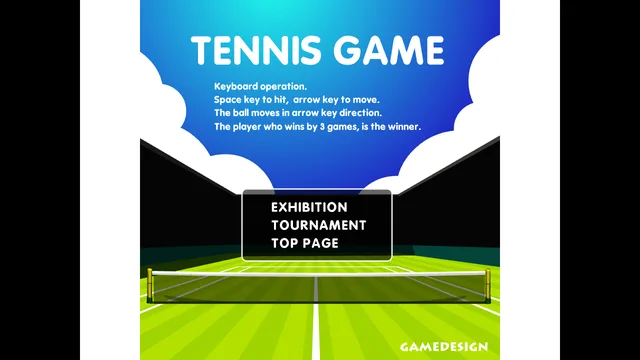 TENNIS GAME
Keyboard operation.
Space key to hit, arrow key to move.
The ball moves in arrow key direction.
The player who wins by 3 games, is the winner.
EXHIBITION
TOURNAMENT
TOP PAGE
GAMEDESIGN